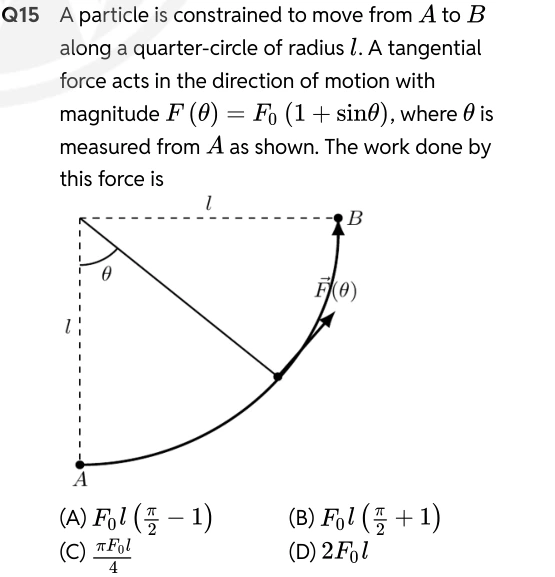 Q15 A particle is constrained to move from A to B
along a quarter-circle of radius l. A tangential
force acts in the direction of motion with
magnitude F (θ) = F₀ (1 + sinθ), where θ is
measured from A as shown. The work done by
this force is
l
B
θ
F⃗(θ)
l
A
(A) F₀l (π/2 − 1) (B) F₀l (π/2 + 1)
(C) πF₀l/4 (D) 2F₀l